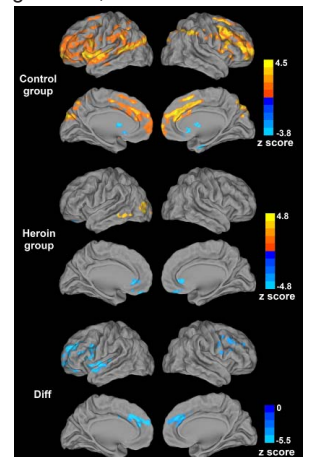 4.5
Control
group
-3.8
z score
4.8
Heroin
group
-4.8
z score
0
Diff
-5.5
z score